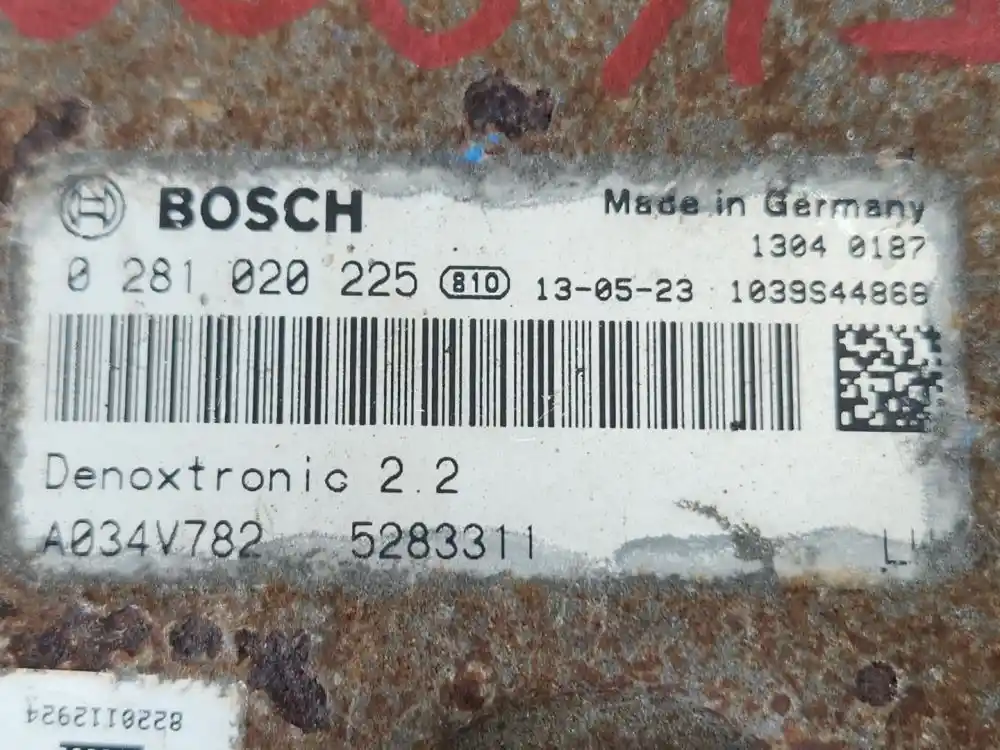 BOSCH
Made in Germany
1304 0187
0 281 020 225 810 13-05-23 1039S44868
Denoxtronic 2.2
A034V782 5283311
8220112924